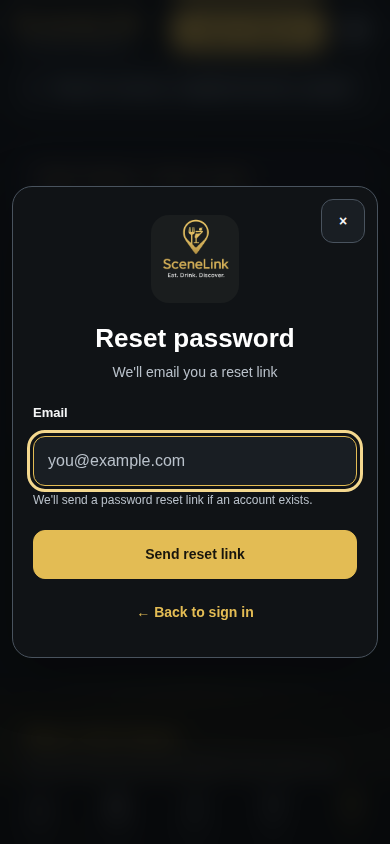 ×
SceneLink
Eat. Drink. Discover.
Reset password
We'll email you a reset link
Email
you@example.com
We'll send a password reset link if an account exists.
Send reset link
← Back to sign in